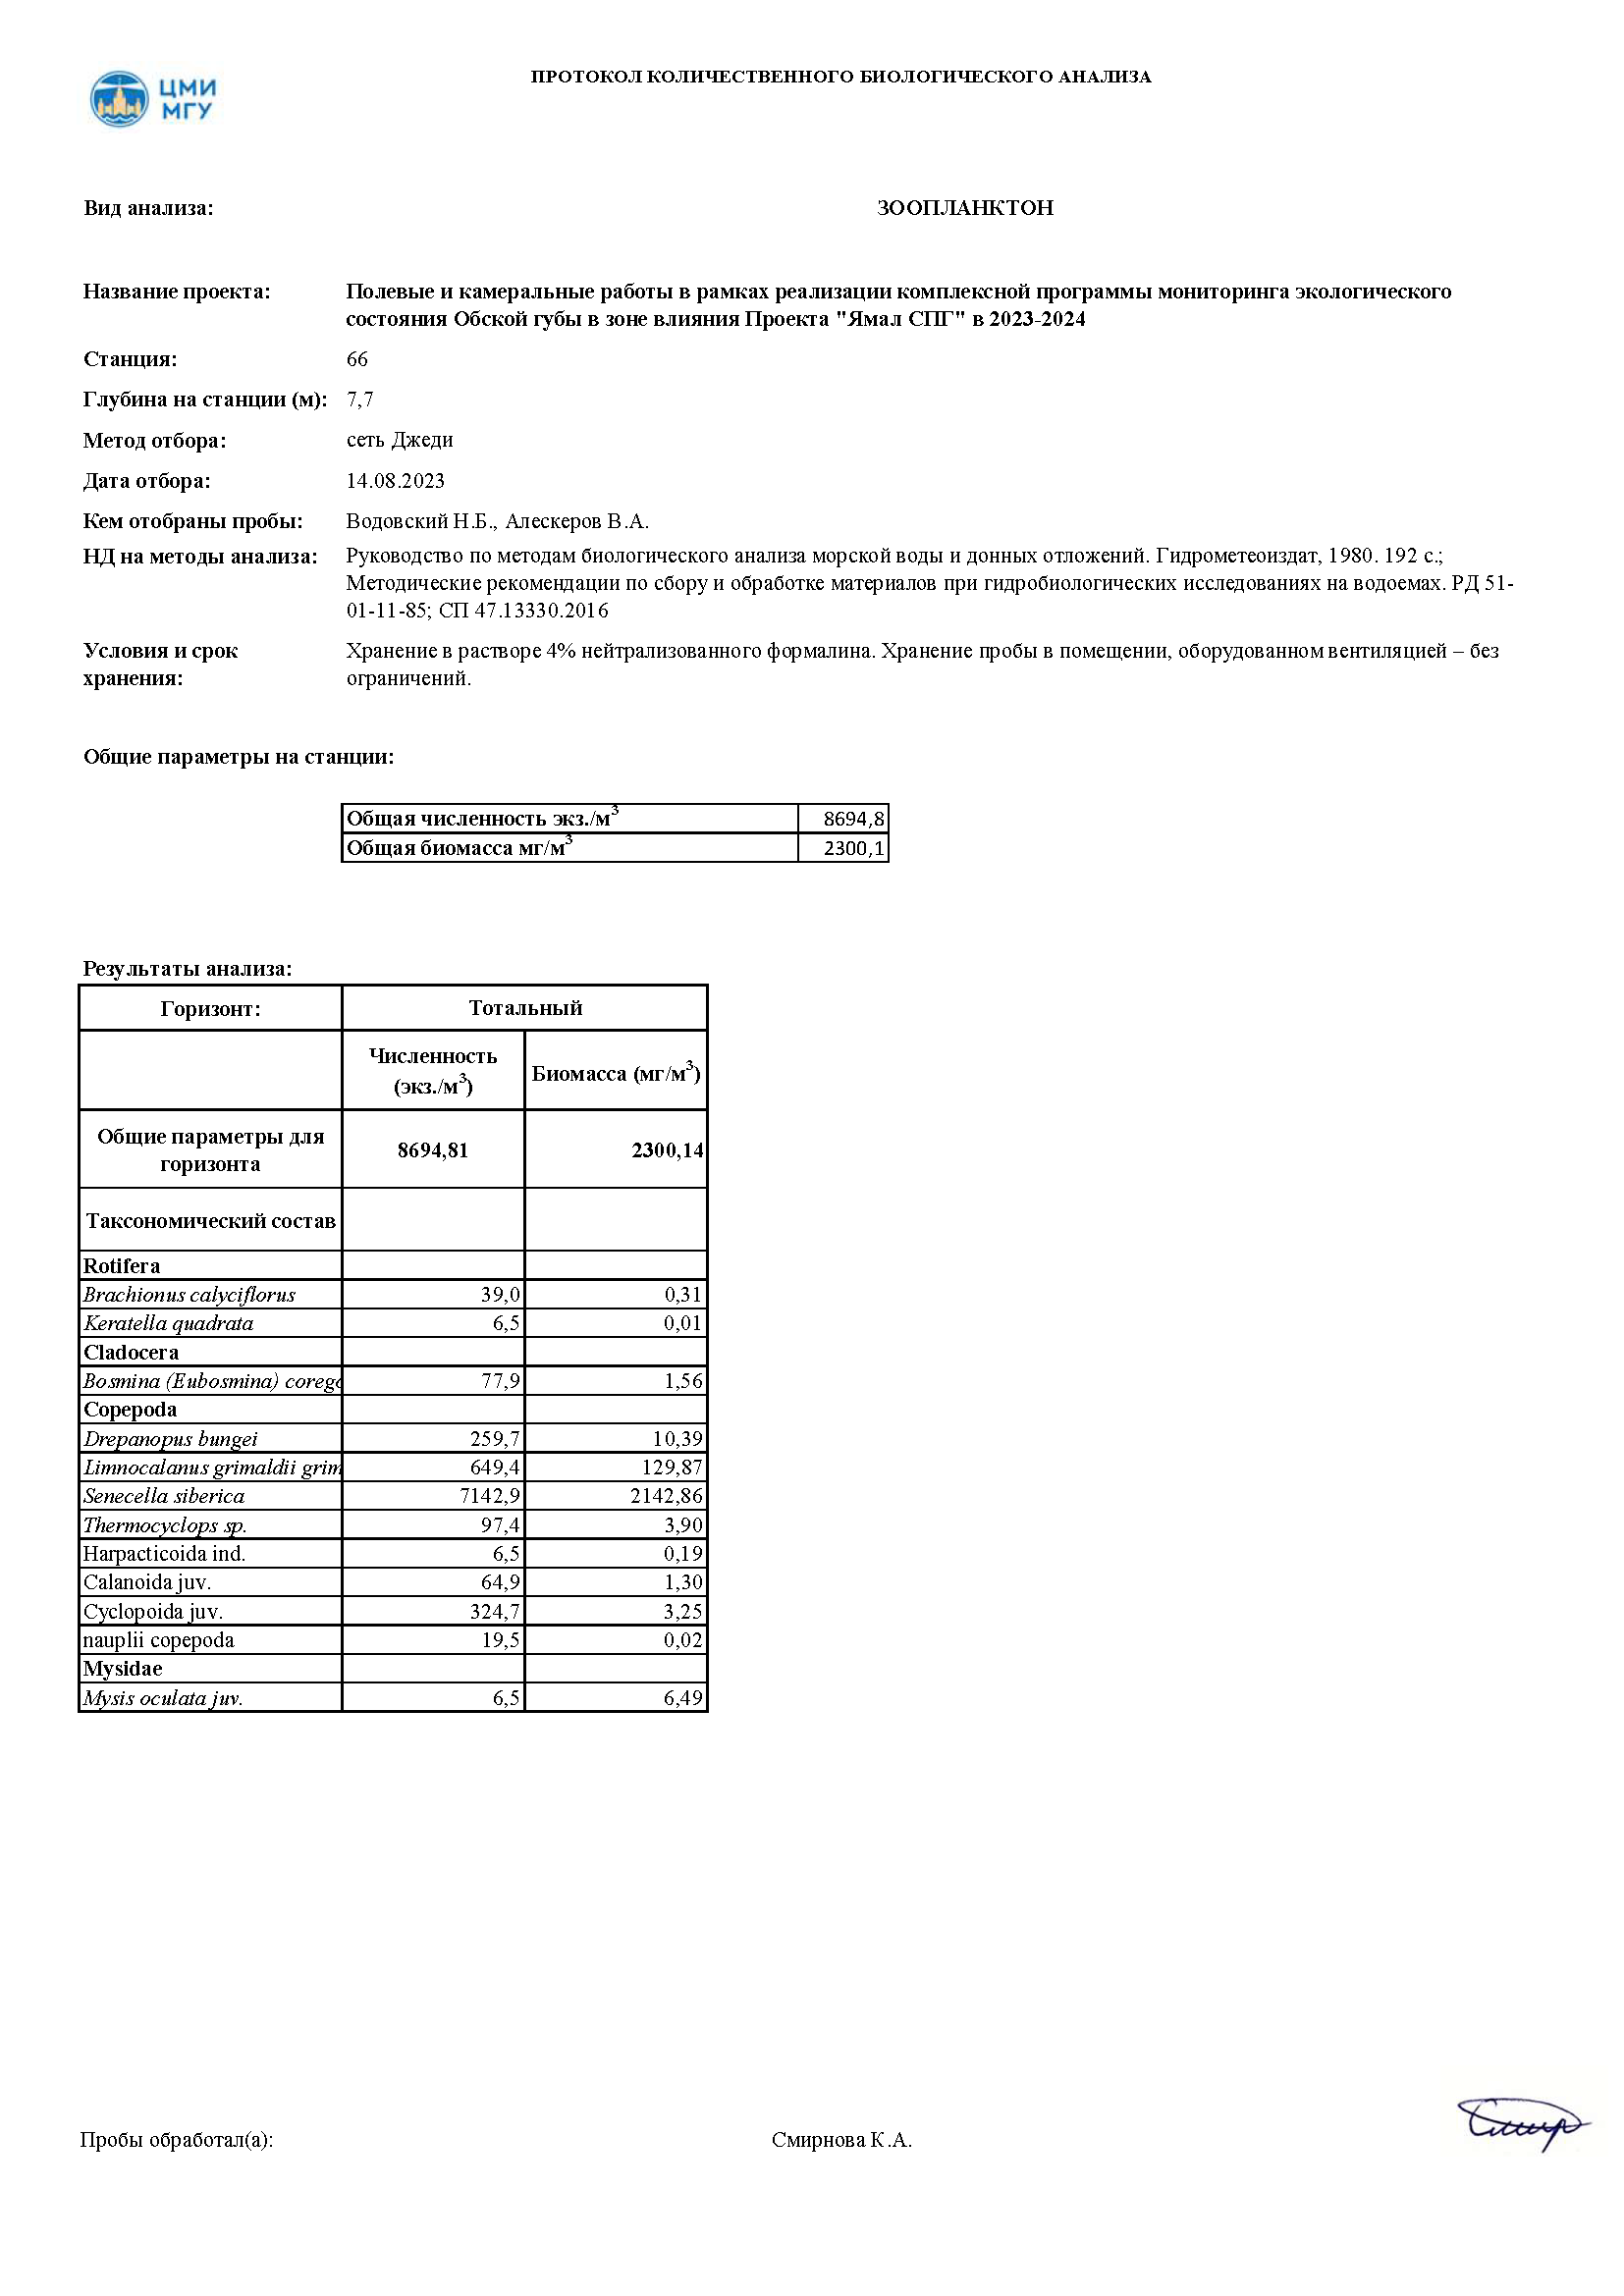 ЦМИ
МГУ
ПРОТОКОЛ КОЛИЧЕСТВЕННОГО БИОЛОГИЧЕСКОГО АНАЛИЗА
Вид анализа: ЗООПЛАНКТОН
Название проекта: Полевые и камеральные работы в рамках реализации комплексной программы мониторинга экологического
состояния Обской губы в зоне влияния Проекта "Ямал СПГ" в 2023-2024
Станция: 66
Глубина на станции (м): 7,7
Метод отбора: сеть Джеди
Дата отбора: 14.08.2023
Кем отобраны пробы: Водовский Н.Б., Алескеров В.А.
НД на методы анализа: Руководство по методам биологического анализа морской воды и донных отложений. Гидрометеоиздат, 1980. 192 с.;
Методические рекомендации по сбору и обработке материалов при гидробиологических исследованиях на водоемах. РД 51-
01-11-85; СП 47.13330.2016
Условия и срок Хранение в растворе 4% нейтрализованного формалина. Хранение пробы в помещении, оборудованном вентиляцией – без
хранения: ограничений.
Общие параметры на станции:
Общая численность экз./м³ 8694,8
Общая биомасса мг/м³ 2300,1
Результаты анализа:
Горизонт: Тотальный
Численность
(экз./м³) Биомасса (мг/м³)
Общие параметры для
горизонта 8694,81 2300,14
Таксономический состав
Rotifera
Brachionus calyciflorus 39,0 0,31
Keratella quadrata 6,5 0,01
Cladocera
Bosmina (Eubosmina) corego 77,9 1,56
Copepoda
Drepanopus bungei 259,7 10,39
Limnocalanus grimaldii grim 649,4 129,87
Senecella siberica 7142,9 2142,86
Thermocyclops sp. 97,4 3,90
Harpacticoida ind. 6,5 0,19
Calanoida juv. 64,9 1,30
Cyclopoida juv. 324,7 3,25
nauplii copepoda 19,5 0,02
Mysidae
Mysis oculata juv. 6,5 6,49
Пробы обработал(а): Смирнова К.А.